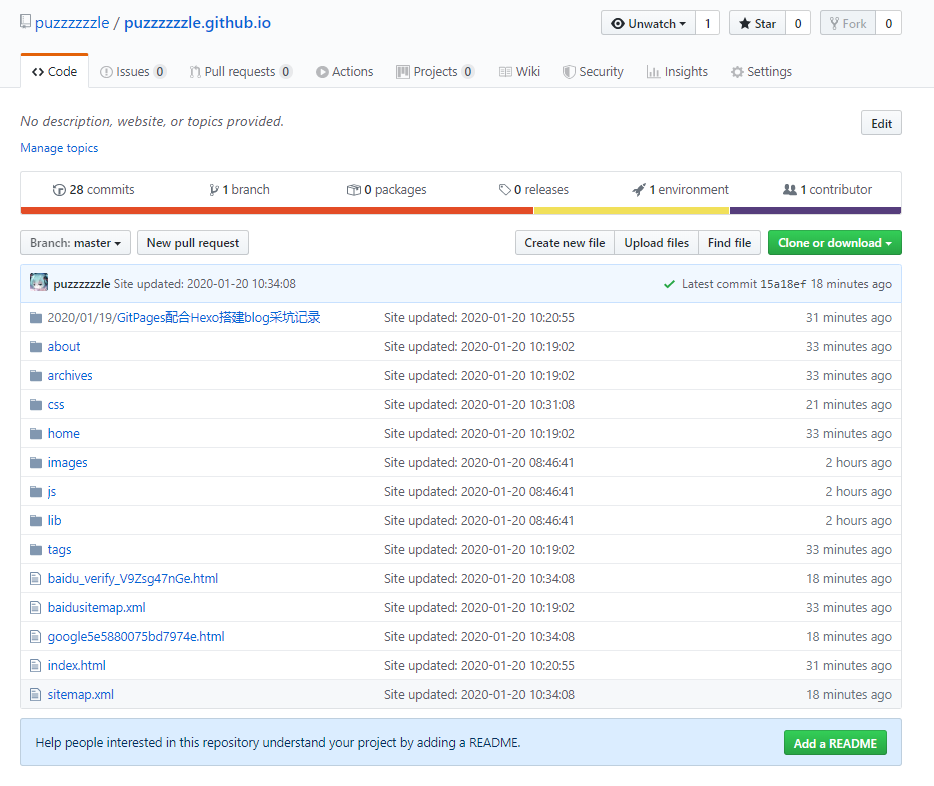 puzzzzzzle / puzzzzzzle.github.io Unwatch 1 Star 0 Fork 0
Code Issues 0 Pull requests 0 Actions Projects 0 Wiki Security Insights Settings
No description, website, or topics provided. Edit
Manage topics
28 commits 1 branch 0 packages 0 releases 1 environment 1 contributor
Branch: master New pull request Create new file Upload files Find file Clone or download
puzzzzzzle Site updated: 2020-01-20 10:34:08 Latest commit 15a18ef 18 minutes ago
2020/01/19/GitPages配合Hexo搭建blog采坑记录 Site updated: 2020-01-20 10:20:55 31 minutes ago
about Site updated: 2020-01-20 10:19:02 33 minutes ago
archives Site updated: 2020-01-20 10:19:02 33 minutes ago
css Site updated: 2020-01-20 10:31:08 21 minutes ago
home Site updated: 2020-01-20 10:19:02 33 minutes ago
images Site updated: 2020-01-20 08:46:41 2 hours ago
js Site updated: 2020-01-20 08:46:41 2 hours ago
lib Site updated: 2020-01-20 08:46:41 2 hours ago
tags Site updated: 2020-01-20 10:19:02 33 minutes ago
baidu_verify_V9Zsg47nGe.html Site updated: 2020-01-20 10:34:08 18 minutes ago
baidusitemap.xml Site updated: 2020-01-20 10:19:02 33 minutes ago
google5e5880075bd7974e.html Site updated: 2020-01-20 10:34:08 18 minutes ago
index.html Site updated: 2020-01-20 10:20:55 31 minutes ago
sitemap.xml Site updated: 2020-01-20 10:34:08 18 minutes ago
Help people interested in this repository understand your project by adding a README. Add a README